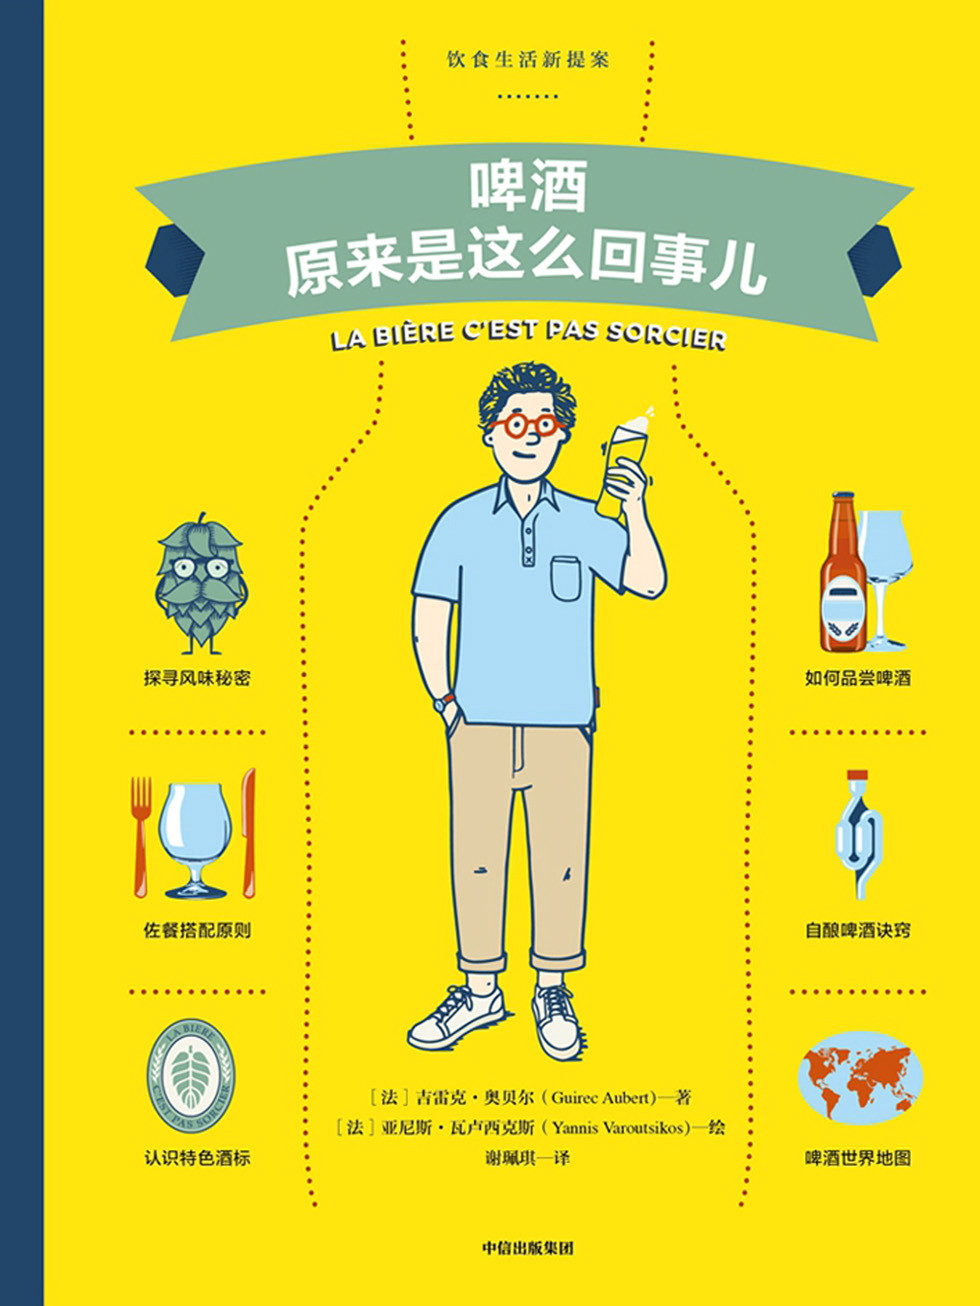 饮食生活新提案
啤酒
原来是这么回事儿
LA BIÈRE C'EST PAS SORCIER
探寻风味秘密
如何品尝啤酒
佐餐搭配原则
自酿啤酒诀窍
LA BIERE
C'EST PAS SORCIER
认识特色酒标
啤酒世界地图
［法］吉雷克·奥贝尔（Guirec Aubert)—著
［法］亚尼斯·瓦卢西克斯（Yannis Varoutsikos)—绘
谢珮琪—译
中信出版集团